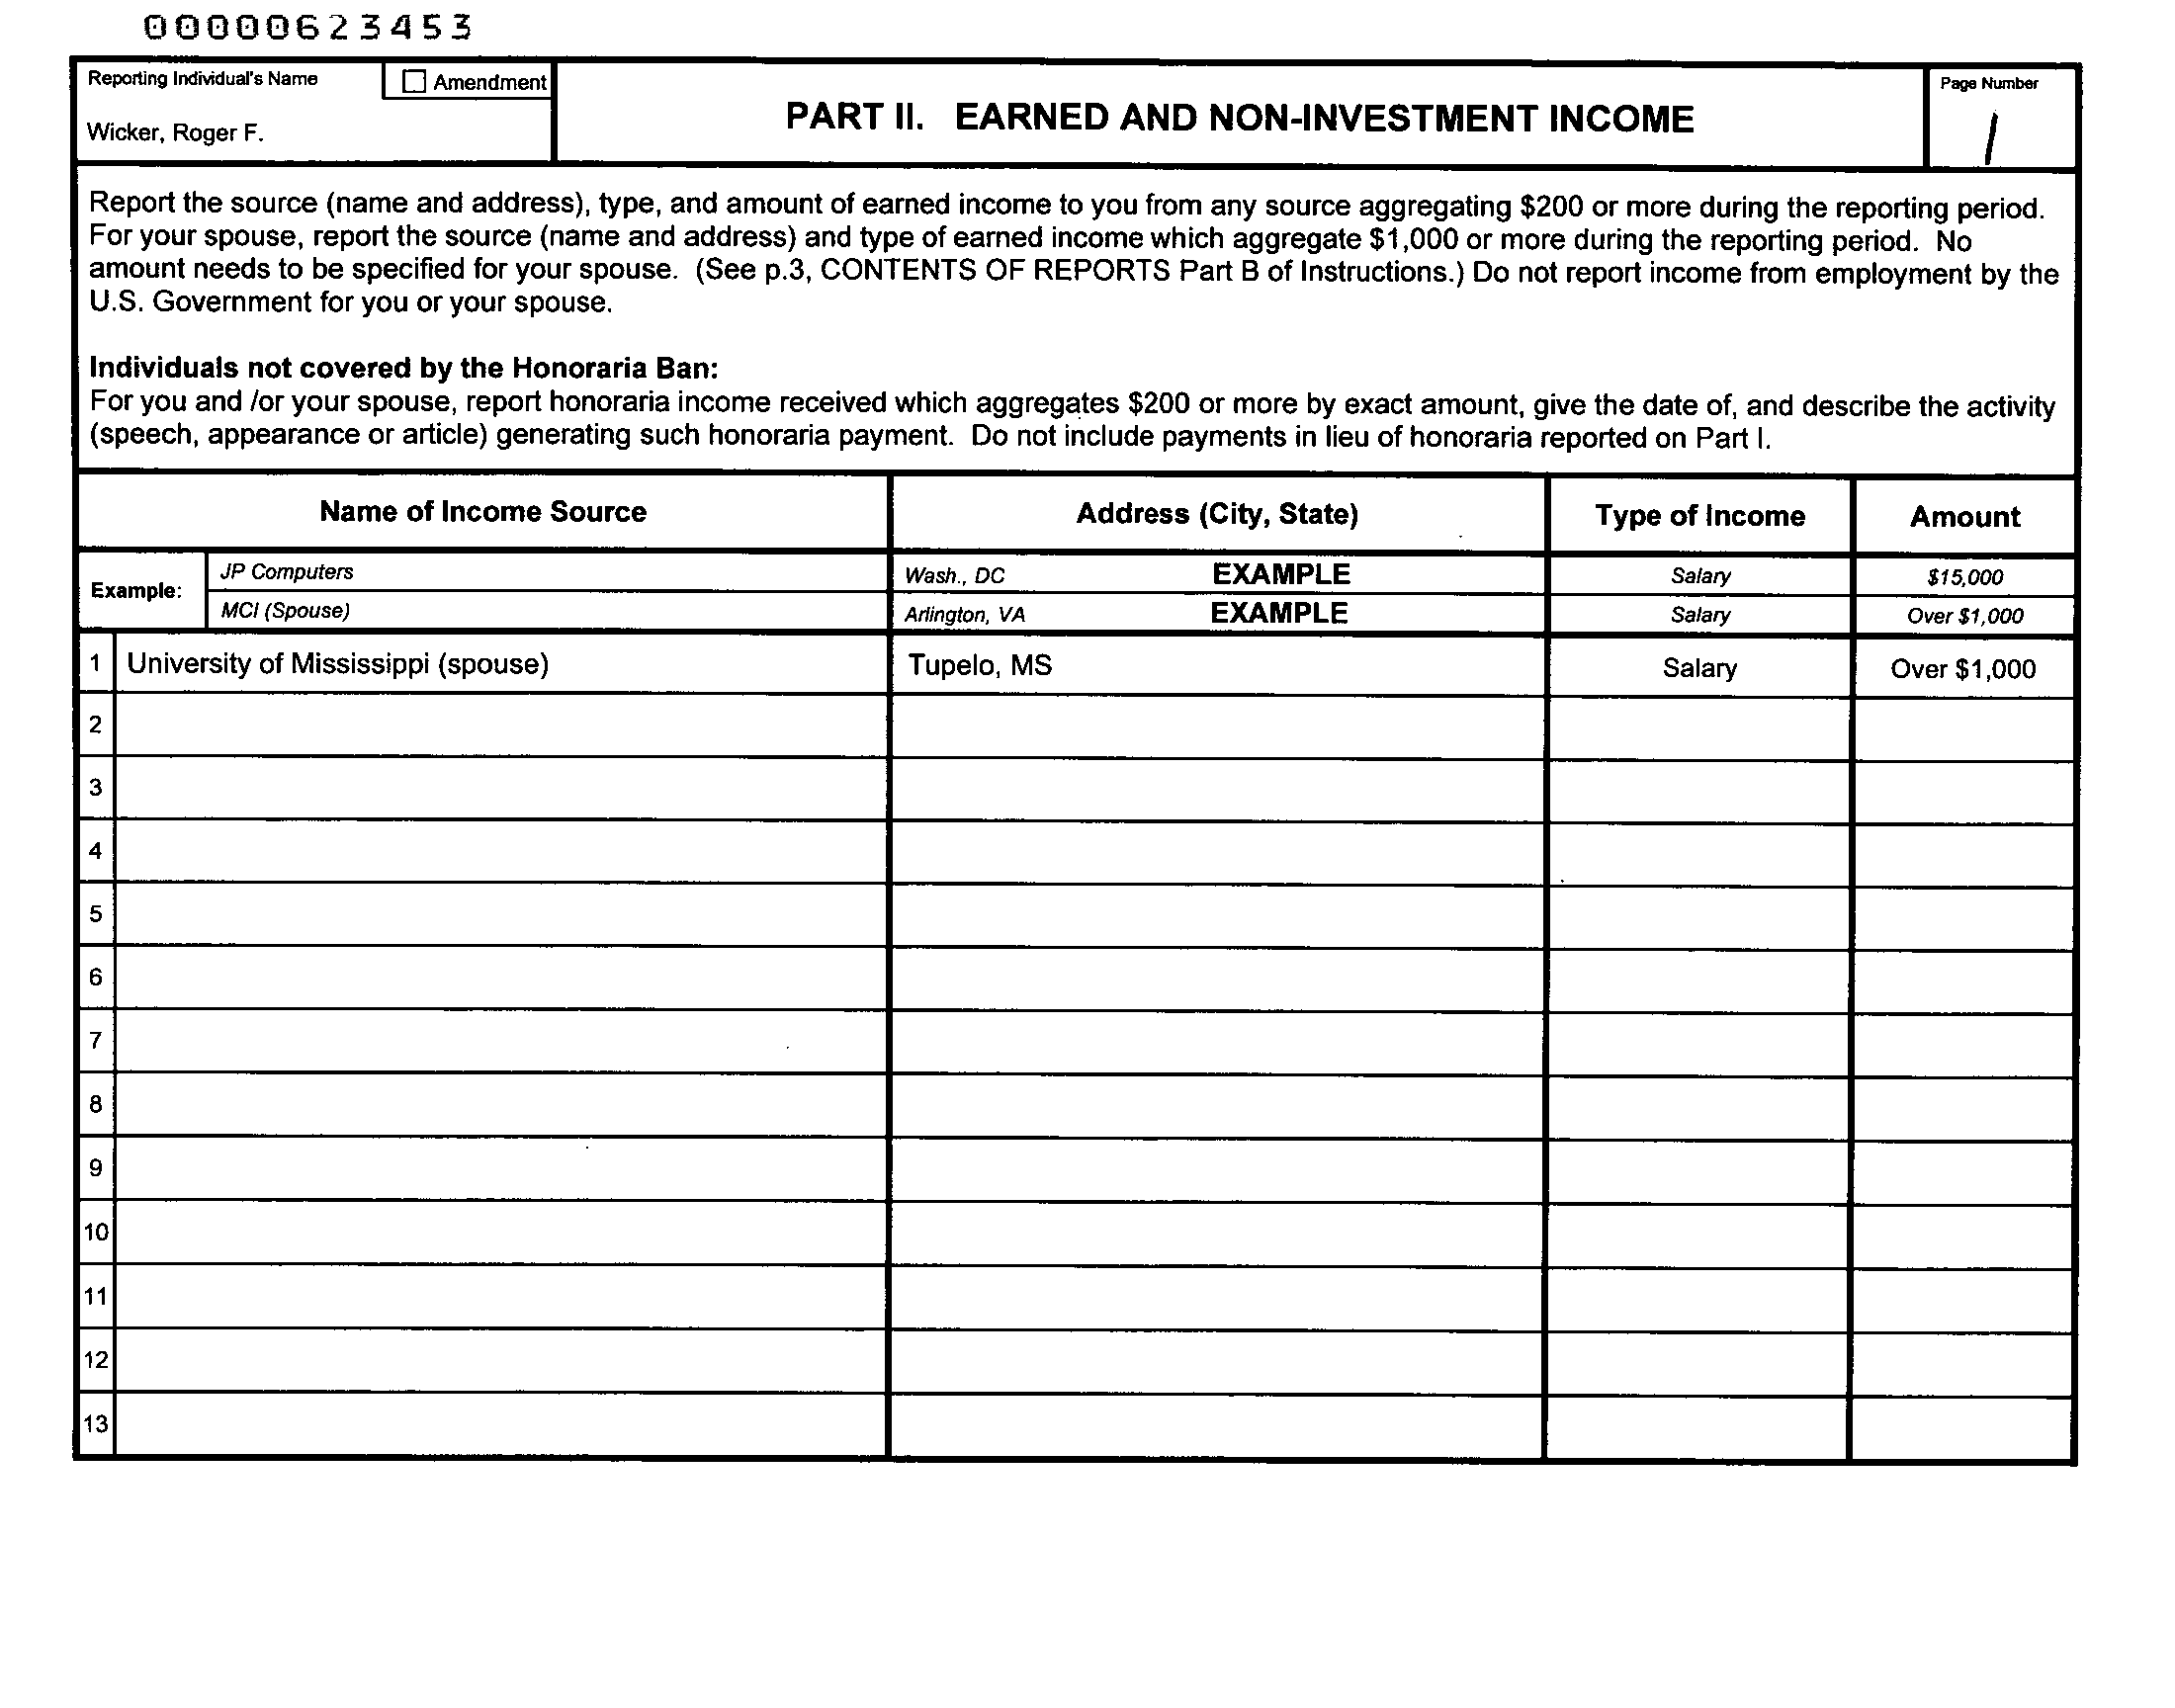 00000623453
Reporting Individual's Name
☐ Amendment
Wicker, Roger F.
PART II. EARNED AND NON-INVESTMENT INCOME
Page Number
1
Report the source (name and address), type, and amount of earned income to you from any source aggregating $200 or more during the reporting period.
For your spouse, report the source (name and address) and type of earned income which aggregate $1,000 or more during the reporting period. No
amount needs to be specified for your spouse. (See p.3, CONTENTS OF REPORTS Part B of Instructions.) Do not report income from employment by the
U.S. Government for you or your spouse.
Individuals not covered by the Honoraria Ban:
For you and /or your spouse, report honoraria income received which aggregates $200 or more by exact amount, give the date of, and describe the activity
(speech, appearance or article) generating such honoraria payment. Do not include payments in lieu of honoraria reported on Part I.
Name of Income Source Address (City, State) Type of Income Amount
Example:
JP Computers Wash., DC EXAMPLE Salary $15,000
MCI (Spouse) Arlington, VA EXAMPLE Salary Over $1,000
1 University of Mississippi (spouse) Tupelo, MS Salary Over $1,000
2
3
4
5
6
7
8
9
10
11
12
13